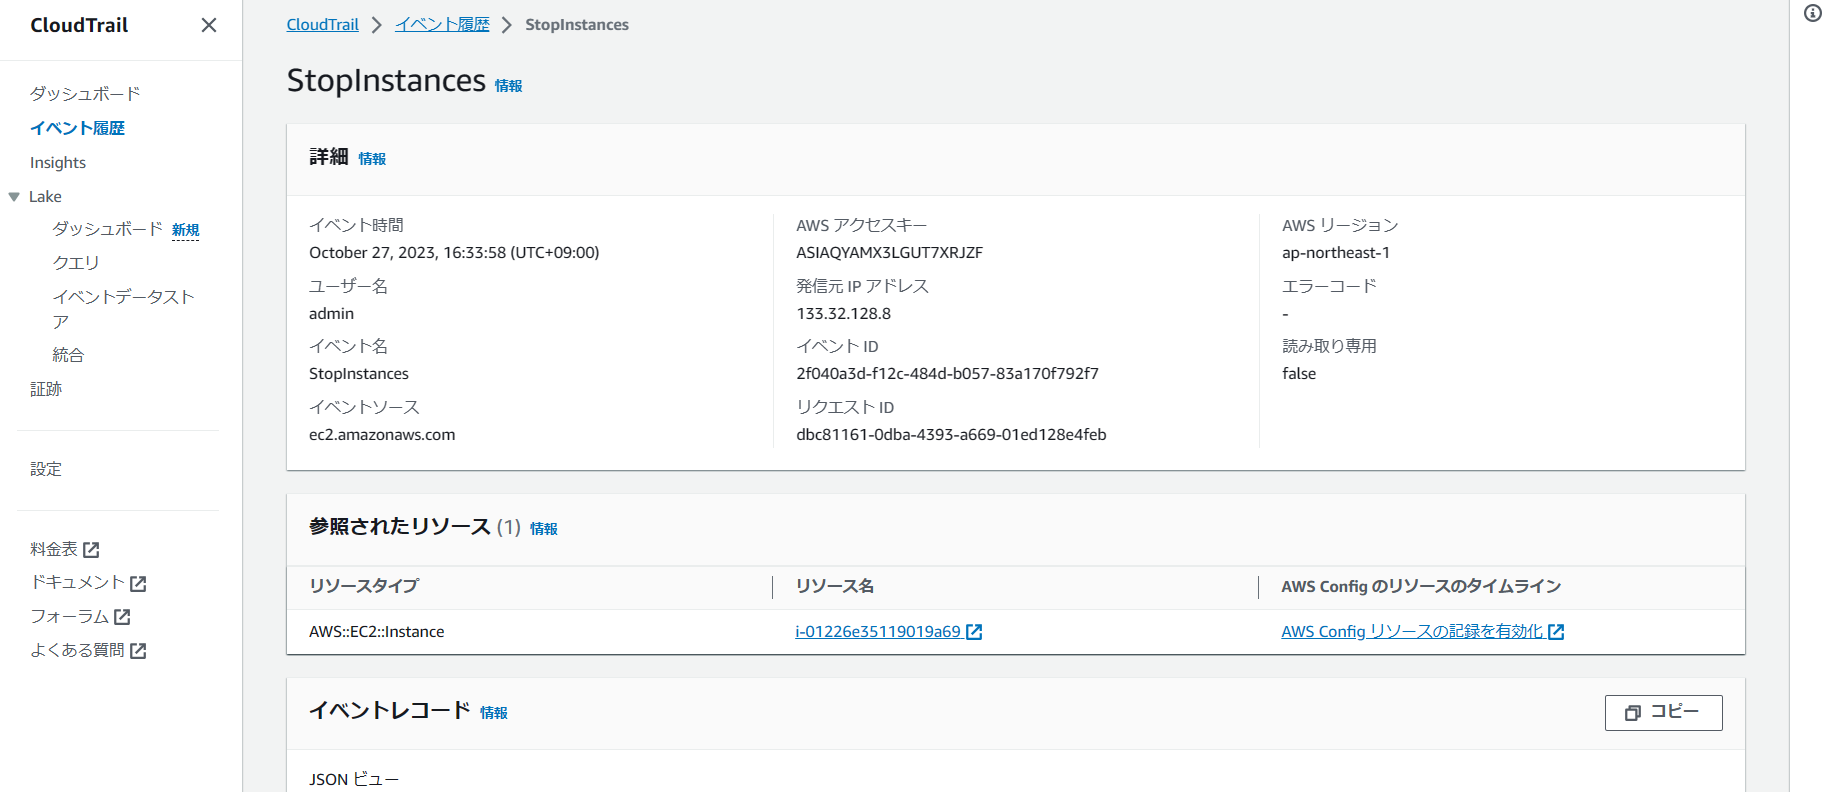 CloudTrail
ダッシュボード
イベント履歴
Insights
Lake
ダッシュボード 新規
クエリ
イベントデータスト
ア
統合
証跡
設定
料金表
ドキュメント
フォーラム
よくある質問
CloudTrail > イベント履歴 > StopInstances
StopInstances 情報
詳細 情報
イベント時間
October 27, 2023, 16:33:58 (UTC+09:00)
ユーザー名
admin
イベント名
StopInstances
イベントソース
ec2.amazonaws.com
AWS アクセスキー
ASIAQYAMX3LGUT7XRJZF
発信元 IP アドレス
133.32.128.8
イベント ID
2f040a3d-f12c-484d-b057-83a170f792f7
リクエスト ID
dbc81161-0dba-4393-a669-01ed128e4feb
AWS リージョン
ap-northeast-1
エラーコード
-
読み取り専用
false
参照されたリソース (1) 情報
リソースタイプ リソース名 AWS Config のリソースのタイムライン
AWS::EC2::Instance i-01226e35119019a69 AWS Config リソースの記録を有効化
イベントレコード 情報
コピー
JSON ビュー